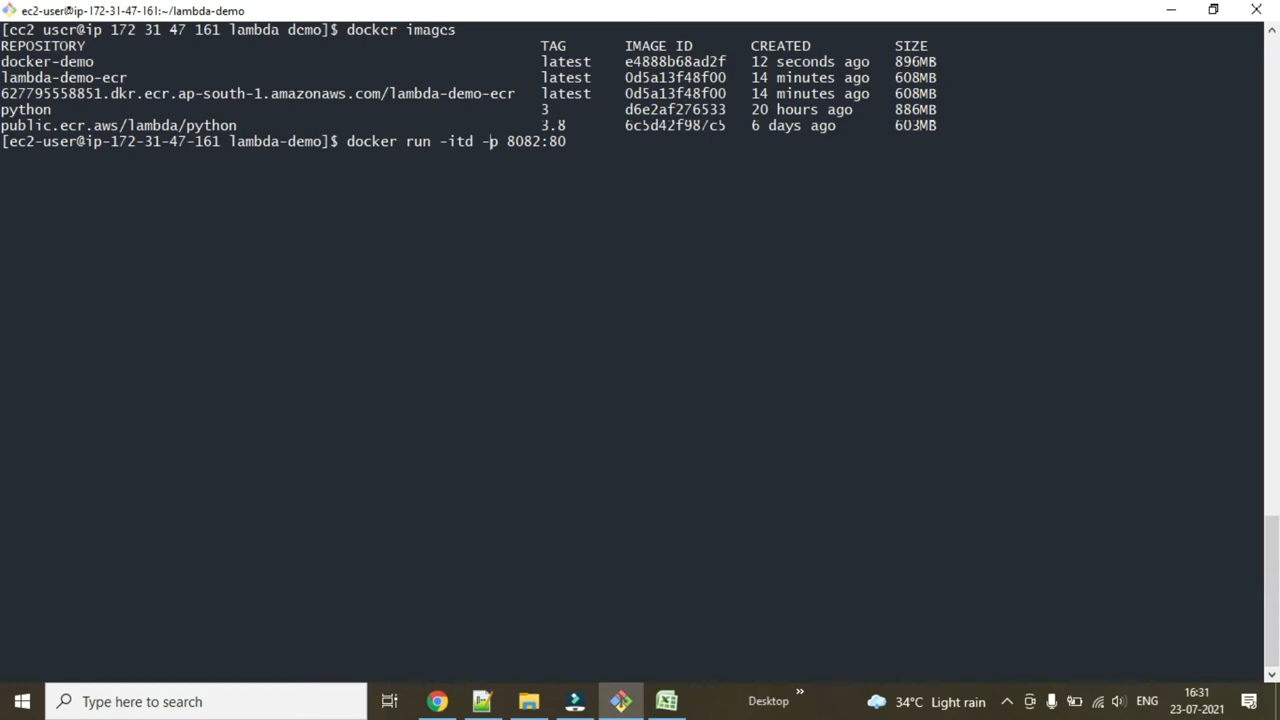 ec2-user@ip-172-31-47-161:~/lambda-demo
[ec2 user@ip 172 31 47 161 lambda demo]$ docker images
REPOSITORY TAG IMAGE ID CREATED SIZE
docker-demo latest e4888b68ad2f 12 seconds ago 896MB
lambda-demo-ecr latest 0d5a13f48f00 14 minutes ago 608MB
627795558851.dkr.ecr.ap-south-1.amazonaws.com/lambda-demo-ecr latest 0d5a13f48f00 14 minutes ago 608MB
python 3 d6e2af276533 20 hours ago 886MB
public.ecr.aws/lambda/python 3.8 6c5d42f987c5 6 days ago 603MB
[ec2-user@ip-172-31-47-161 lambda-demo]$ docker run -itd -p 8082:80
Type here to search
Desktop
34°C Light rain
ENG
16:31
23-07-2021